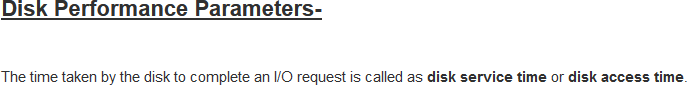 Disk Performance Parameters-
The time taken by the disk to complete an I/O request is called as disk service time or disk access time.